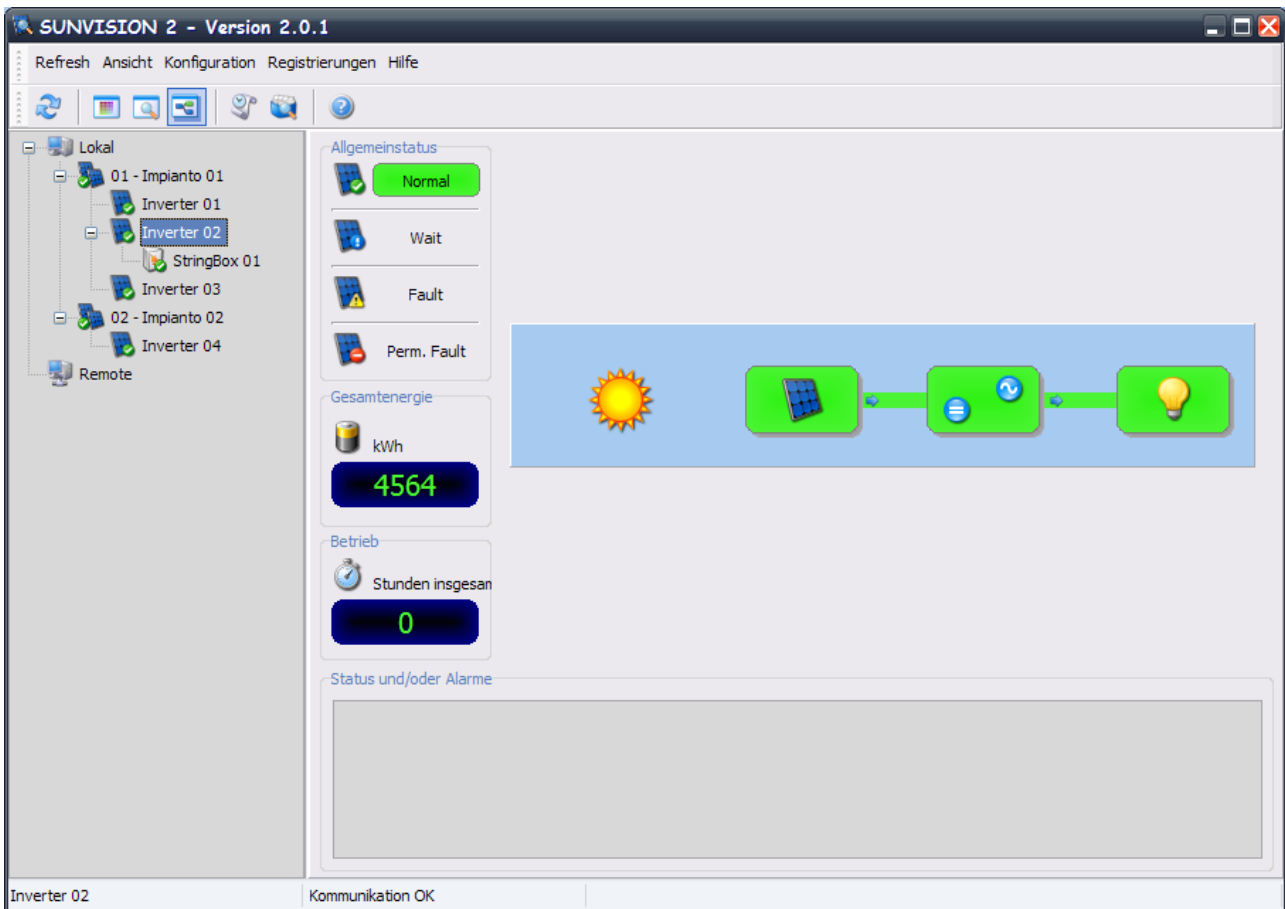 SUNVISION 2 - Version 2.0.1
Refresh Ansicht Konfiguration Registrierungen Hilfe
Lokal
01 - Impianto 01
Inverter 01
Inverter 02
StringBox 01
Inverter 03
02 - Impianto 02
Inverter 04
Remote
Allgemeinstatus
Normal
Wait
Fault
Perm. Fault
Gesamtenergie
kWh
4564
Betrieb
Stunden insgesam
0
Status und/oder Alarme
Inverter 02
Kommunikation OK